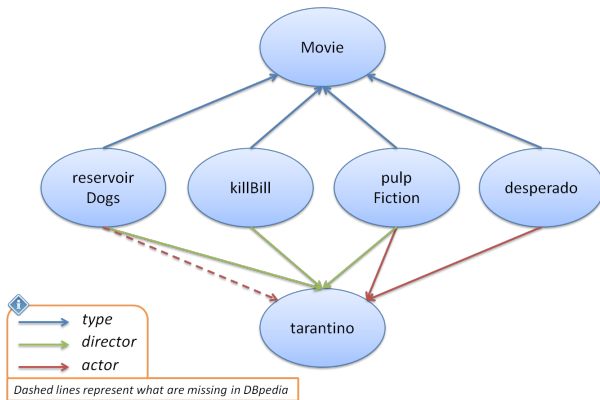 Movie
reservoir
Dogs
killBill
pulp
Fiction
desperado
tarantino
type
director
actor
Dashed lines represent what are missing in DBpedia